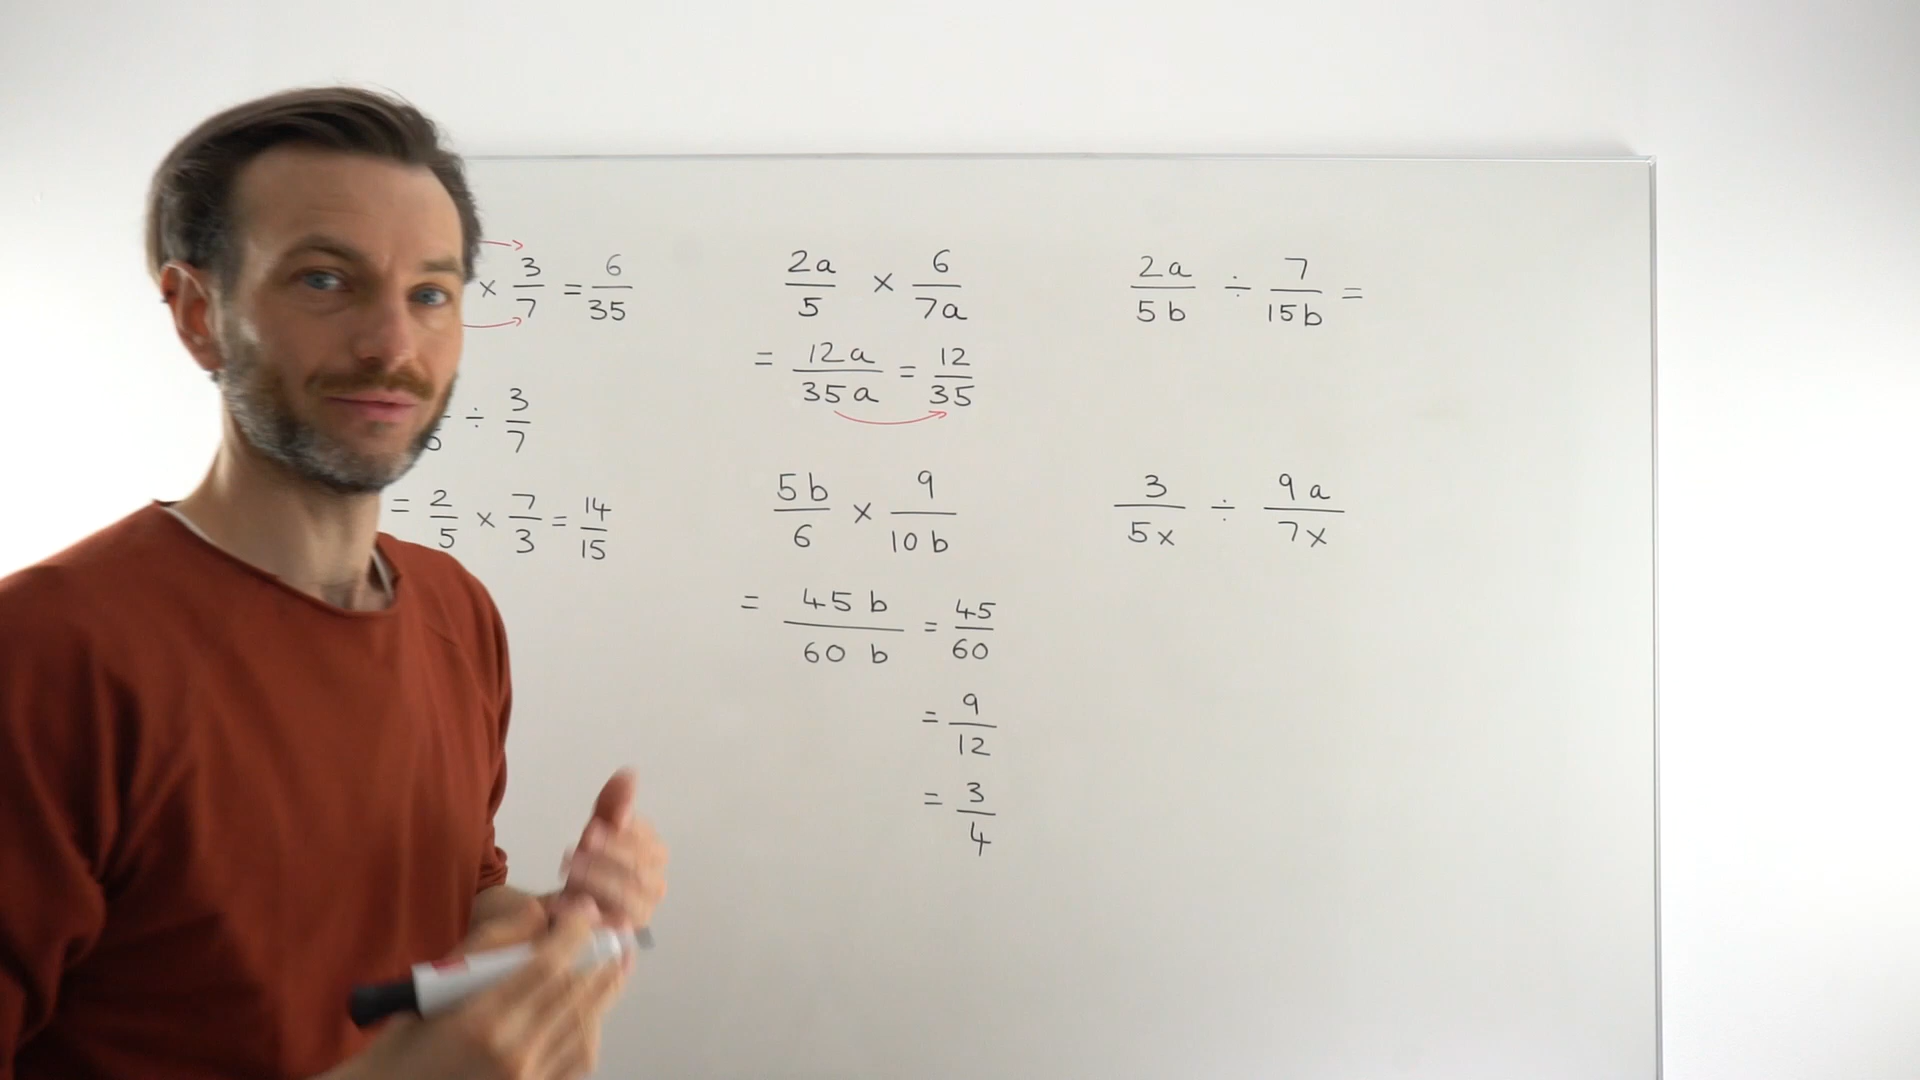 × 3/7 = 6/35
÷ 3/7
= 2/5 × 7/3 = 14/15
2a/5 × 6/7a
= 12a/35a = 12/35
5b/6 × 9/10b
= 45b/60b = 45/60
= 9/12
= 3/4
2a/5b ÷ 7/15b =
3/5x ÷ 9a/7x